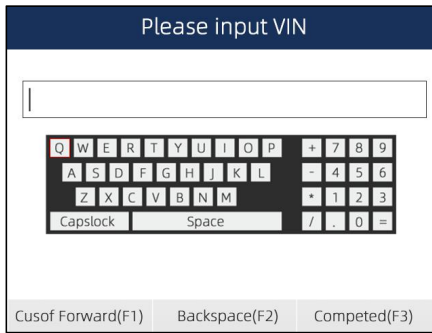 Please input VIN
Q W E R T Y U I O P + 7 8 9
A S D F G H J K L - 4 5 6
Z X C V B N M * 1 2 3
Capslock Space / . 0 =
Cusof Forward(F1) Backspace(F2) Competed(F3)